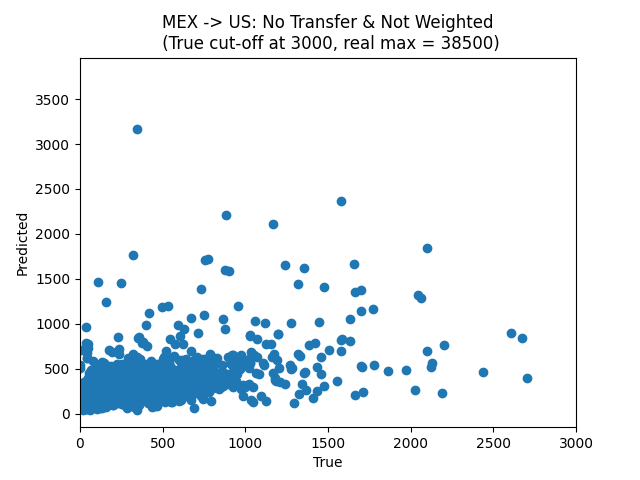 MEX -> US: No Transfer & Not Weighted
(True cut-off at 3000, real max = 38500)
3500
3000
2500
2000
1500
1000
500
0
Predicted
0 500 1000 1500 2000 2500 3000
True